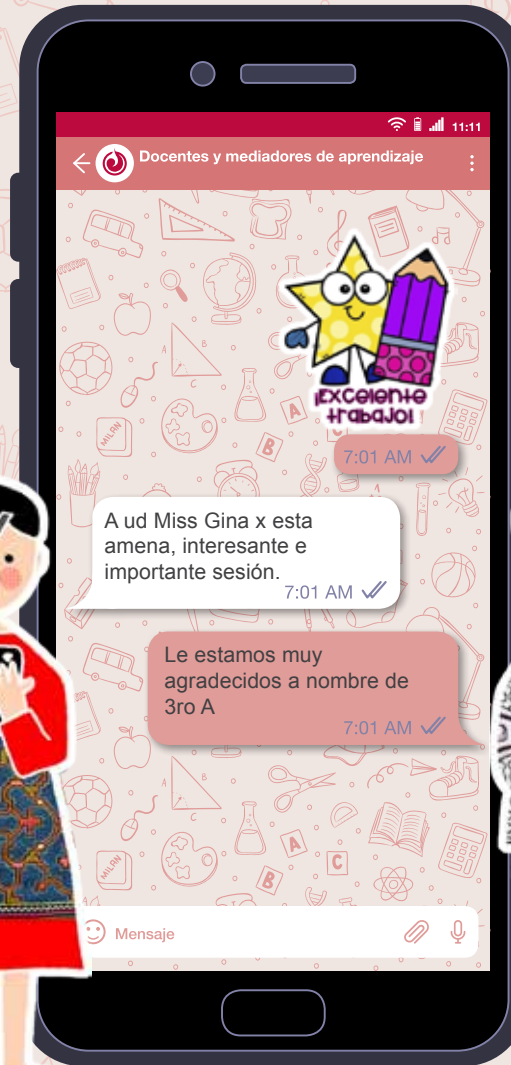 11:11
Docentes y mediadores de aprendizaje
¡Excelente
trabajo!
7:01 AM
A ud Miss Gina x esta
amena, interesante e
importante sesión.
7:01 AM
Le estamos muy
agradecidos a nombre de
3ro A
7:01 AM
Mensaje